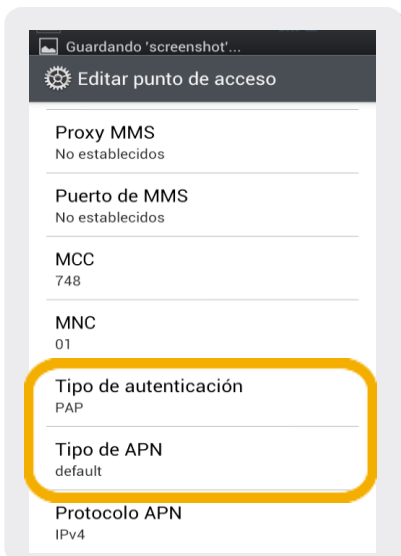 Guardando 'screenshot'...
Editar punto de acceso
Proxy MMS
No establecidos
Puerto de MMS
No establecidos
MCC
748
MNC
01
Tipo de autenticación
PAP
Tipo de APN
default
Protocolo APN
IPv4